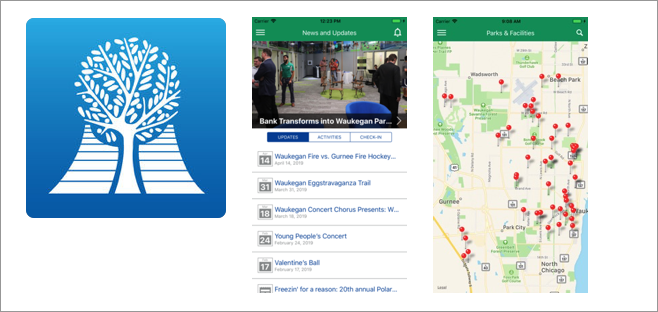 Carrier
12:23 PM
News and Updates
Bank Transforms into Waukegan Par...
UPDATES
ACTIVITIES
CHECK-IN
14
Waukegan Fire vs. Gurnee Fire Hockey...
April 14, 2019
31
Waukegan Eggstravaganza Trail
March 31, 2019
18
Waukegan Concert Chorus Presents: W...
March 18, 2019
24
Young People's Concert
February 24, 2019
17
Valentine's Ball
February 17, 2019
Freezin' for a reason: 20th annual Polar...
Carrier
9:08 AM
Parks & Facilities
Wadsworth
Beach Park
Gurnee
Wauk
Park City
North
Chicago
Legal